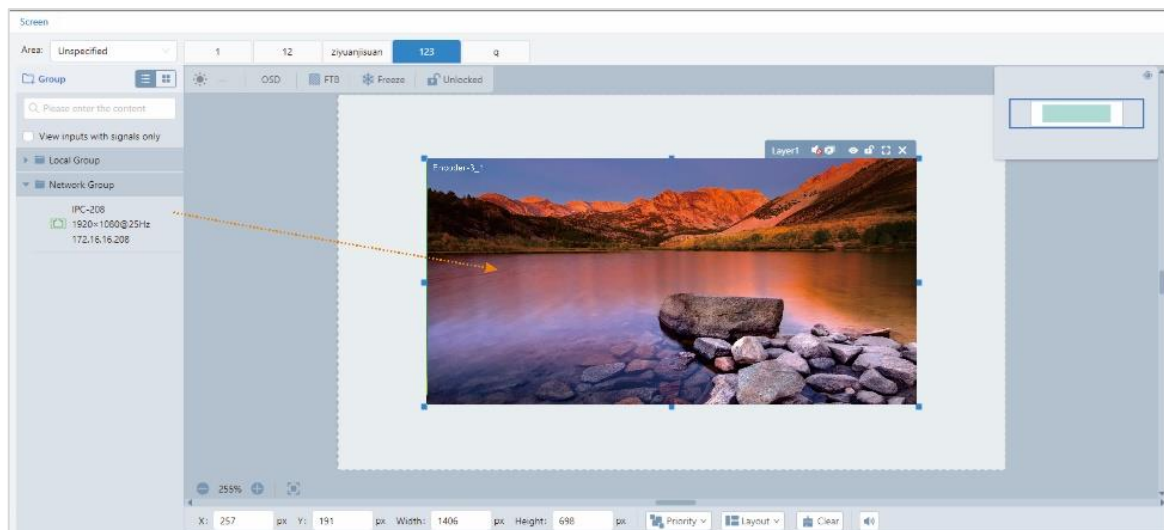 Screen
Area: Unspecified 1 12 ziyuanjisuan 123 q
Group OSD FTB Freeze Unlocked
Please enter the content
View inputs with signals only
Layer1
Local Group
Encoder-3_1
Network Group
IPC-208
1920×1080@25Hz
172.16.16.208
255%
X: 257 px Y: 191 px Width: 1406 px Height: 698 px Priority Layout Clear